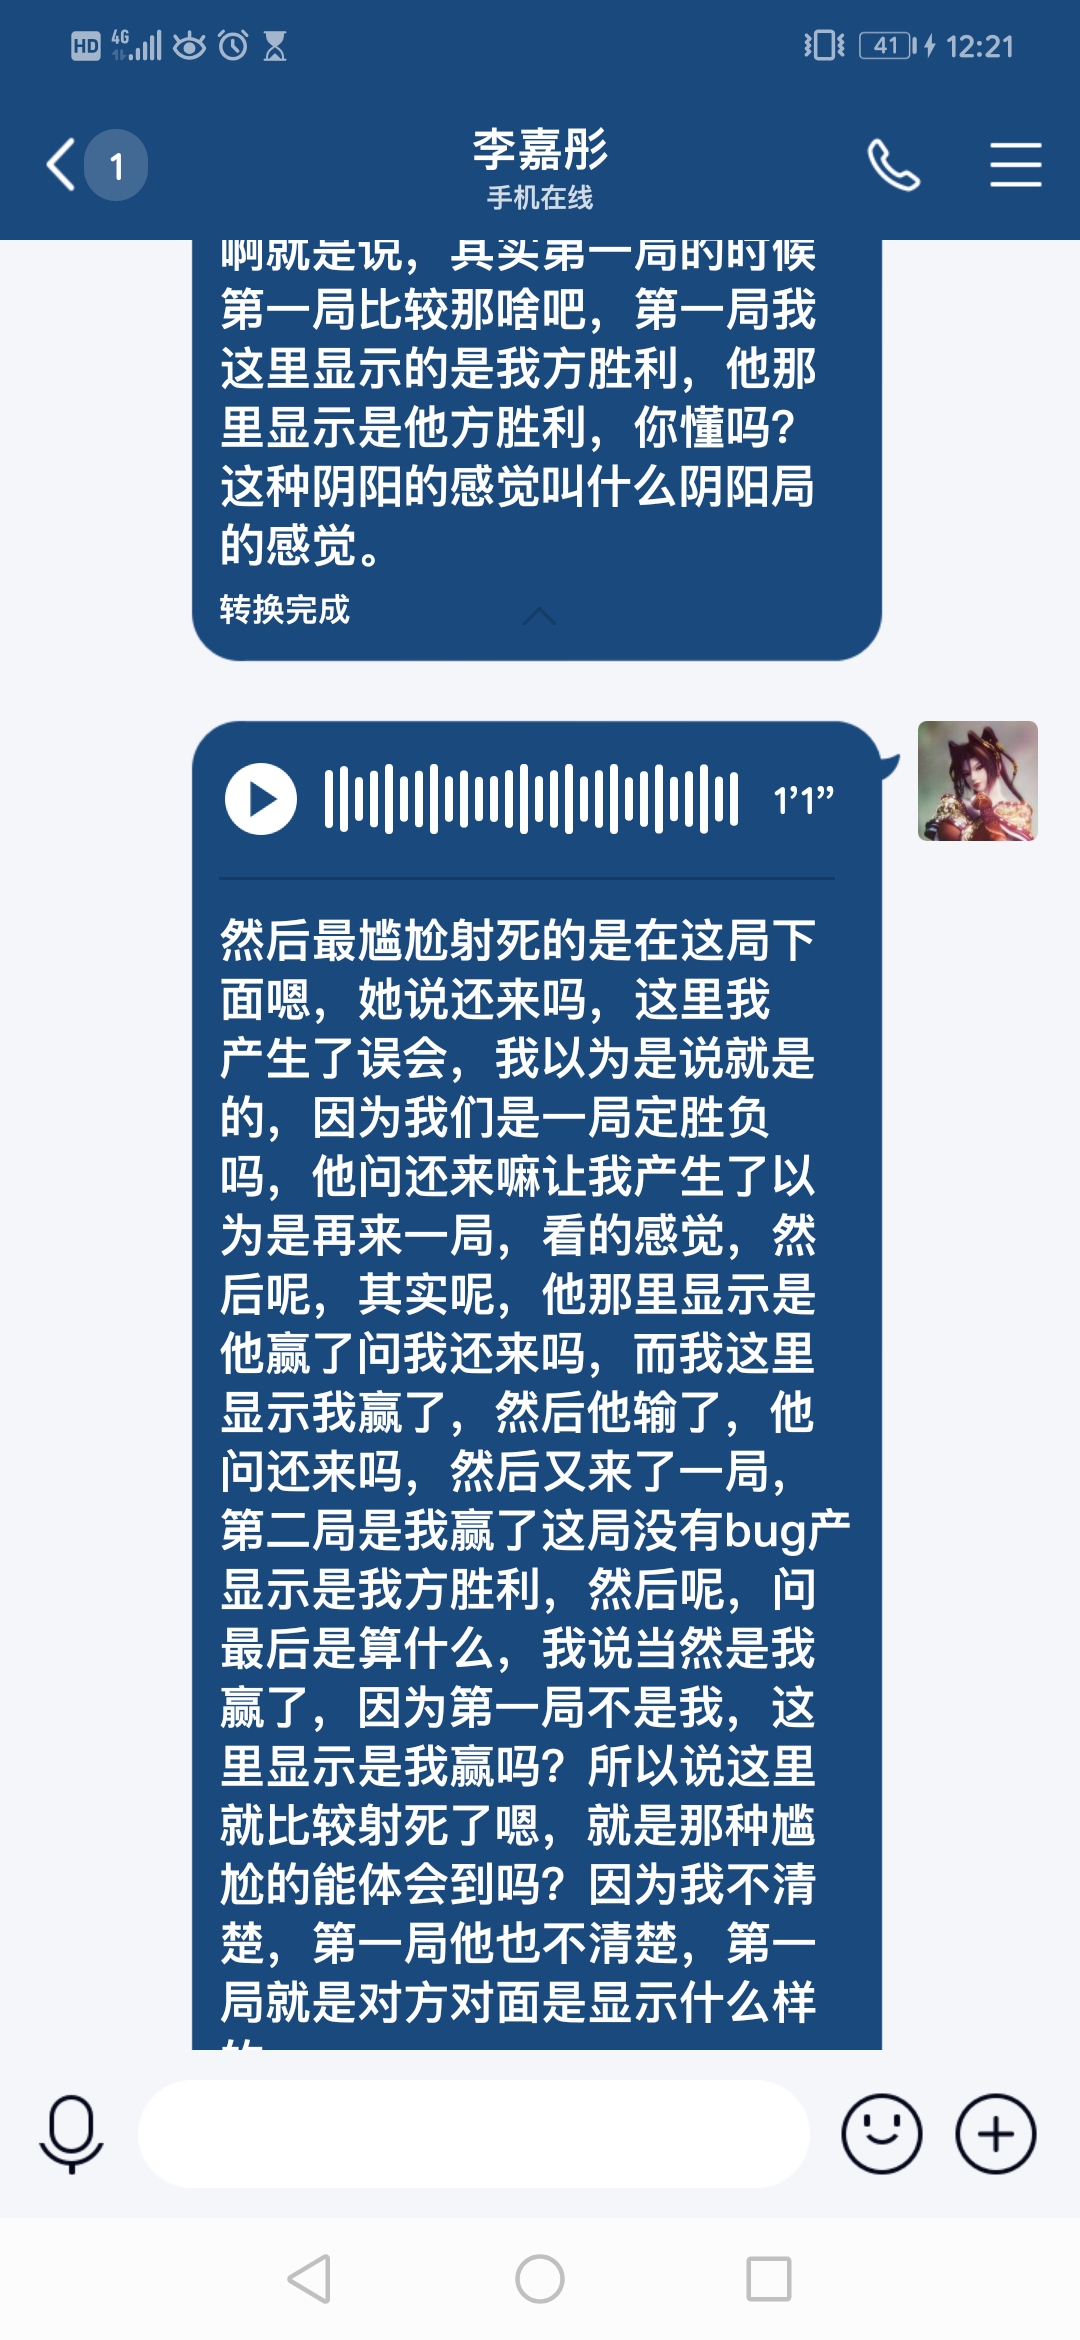 HD 4G 41 12:21
1
李嘉彤
手机在线
啊就是说，其实第一局的时候
第一局比较那啥吧，第一局我
这里显示的是我方胜利，他那
里显示是他方胜利，你懂吗？
这种阴阳的感觉叫什么阴阳局
的感觉。
转换完成
1’1”
然后最尴尬射死的是在这局下
面嗯，她说还来吗，这里我
产生了误会，我以为是说就是
的，因为我们是一局定胜负
吗，他问还来嘛让我产生了以
为是再来一局，看的感觉，然
后呢，其实呢，他那里显示是
他赢了问我还来吗，而我这里
显示我赢了，然后他输了，他
问还来吗，然后又来了一局，
第二局是我赢了这局没有bug产
显示是我方胜利，然后呢，问
最后是算什么，我说当然是我
赢了，因为第一局不是我，这
里显示是我赢吗？所以说这里
就比较射死了嗯，就是那种尴
尬的能体会到吗？因为我不清
楚，第一局他也不清楚，第一
局就是对方对面是显示什么样